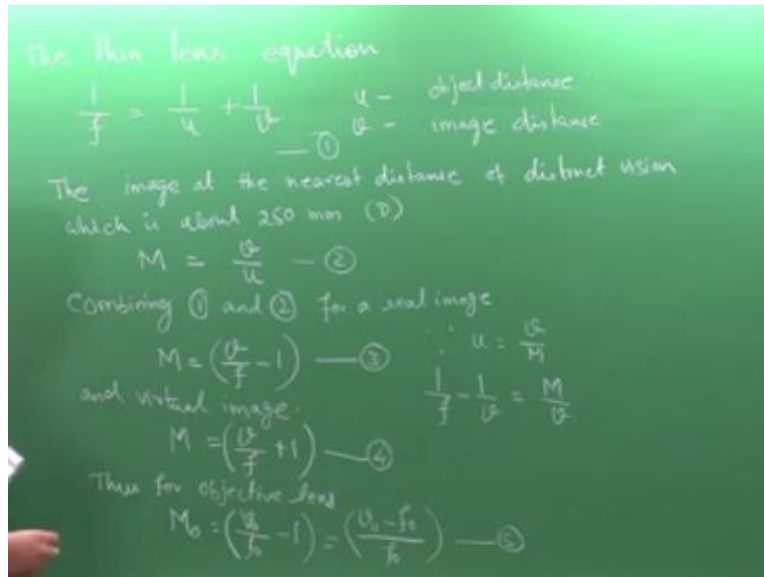 The thin lens equation
1/f = 1/u + 1/v — ①
u - object distance
v - image distance
The image at the nearest distance of distinct vision
which is about 250 mm (D)
M = v/u — ②
Combining ① and ② for a real image
M = (v/f - 1) — ③
∵ u = v/M
1/f - 1/v = M/v
and virtual image.
M = (v/f + 1) — ④
Thus for objective lens
M₀ = (v₀/f₀ - 1) = (v₀ - f₀/f₀) — ⑤